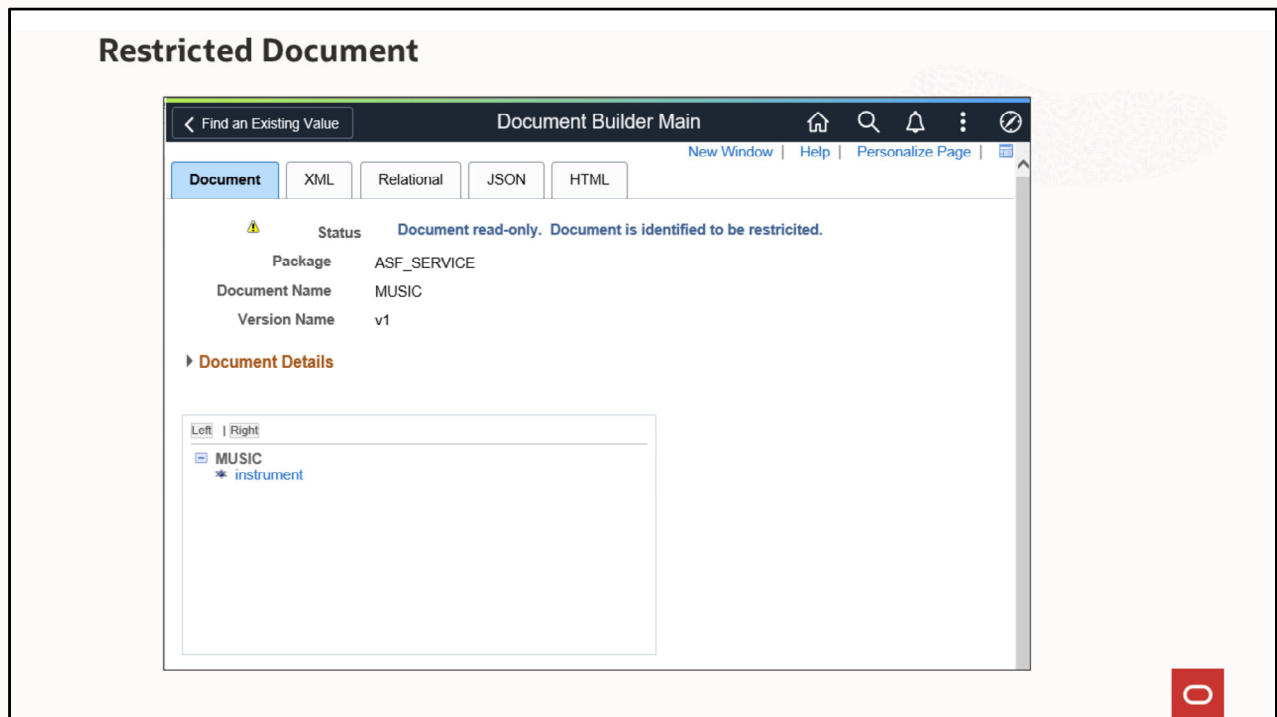 Restricted Document
Find an Existing Value
Document Builder Main
New Window | Help | Personalize Page |
Document XML Relational JSON HTML
Status Document read-only. Document is identified to be restricited.
Package ASF_SERVICE
Document Name MUSIC
Version Name v1
Document Details
Left | Right
MUSIC
instrument